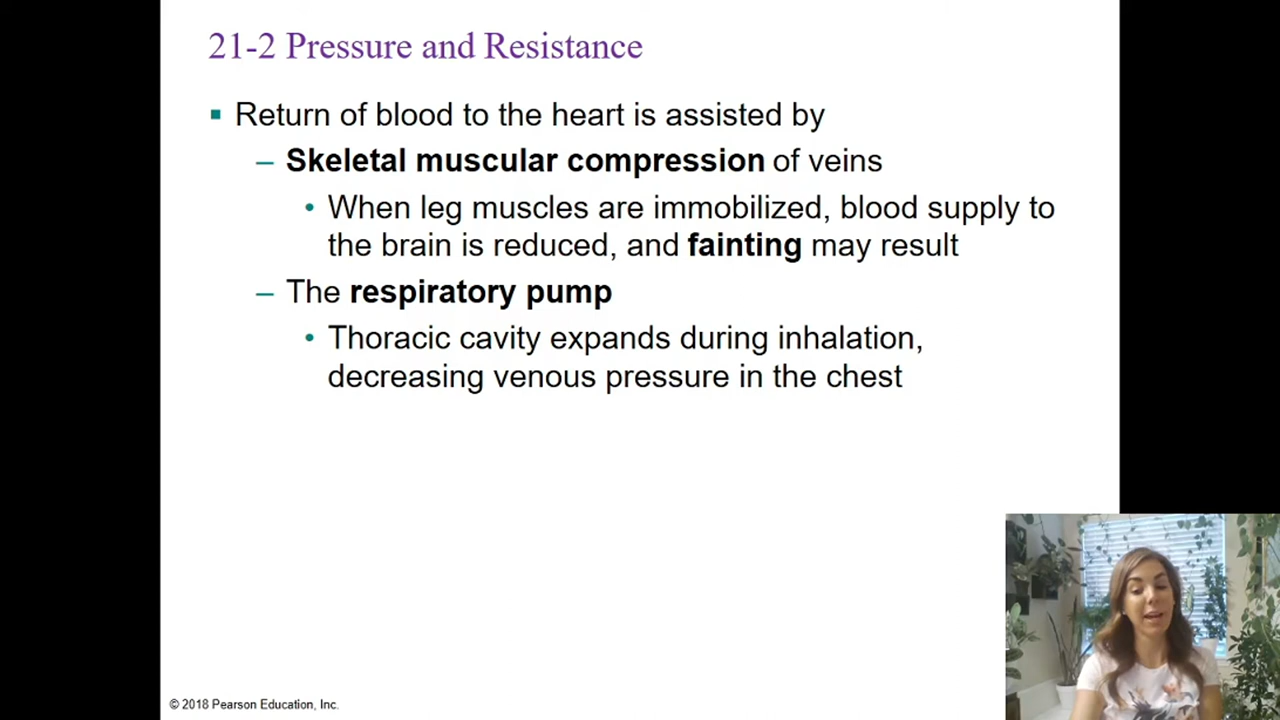 21-2 Pressure and Resistance
▪ Return of blood to the heart is assisted by
– Skeletal muscular compression of veins
• When leg muscles are immobilized, blood supply to
the brain is reduced, and fainting may result
– The respiratory pump
• Thoracic cavity expands during inhalation,
decreasing venous pressure in the chest
© 2018 Pearson Education, Inc.